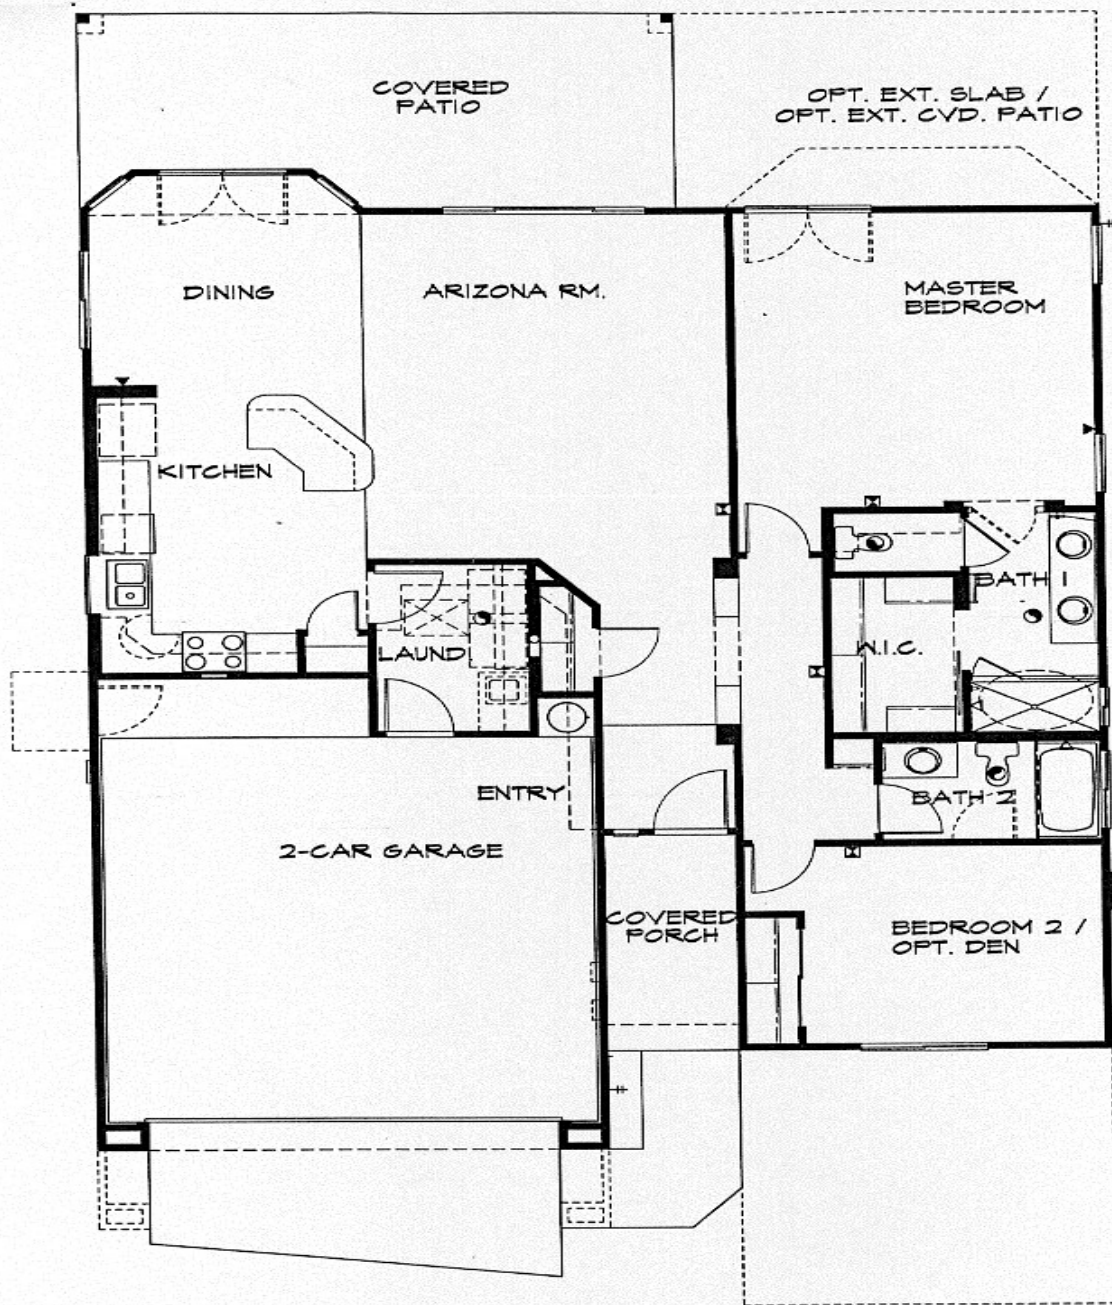 COVERED
PATIO
OPT. EXT. SLAB /
OPT. EXT. CVD. PATIO
DINING
ARIZONA RM.
MASTER
BEDROOM
KITCHEN
BATH 1
LAUND
W.I.C.
ENTRY
BATH 2
2-CAR GARAGE
COVERED
PORCH
BEDROOM 2 /
OPT. DEN